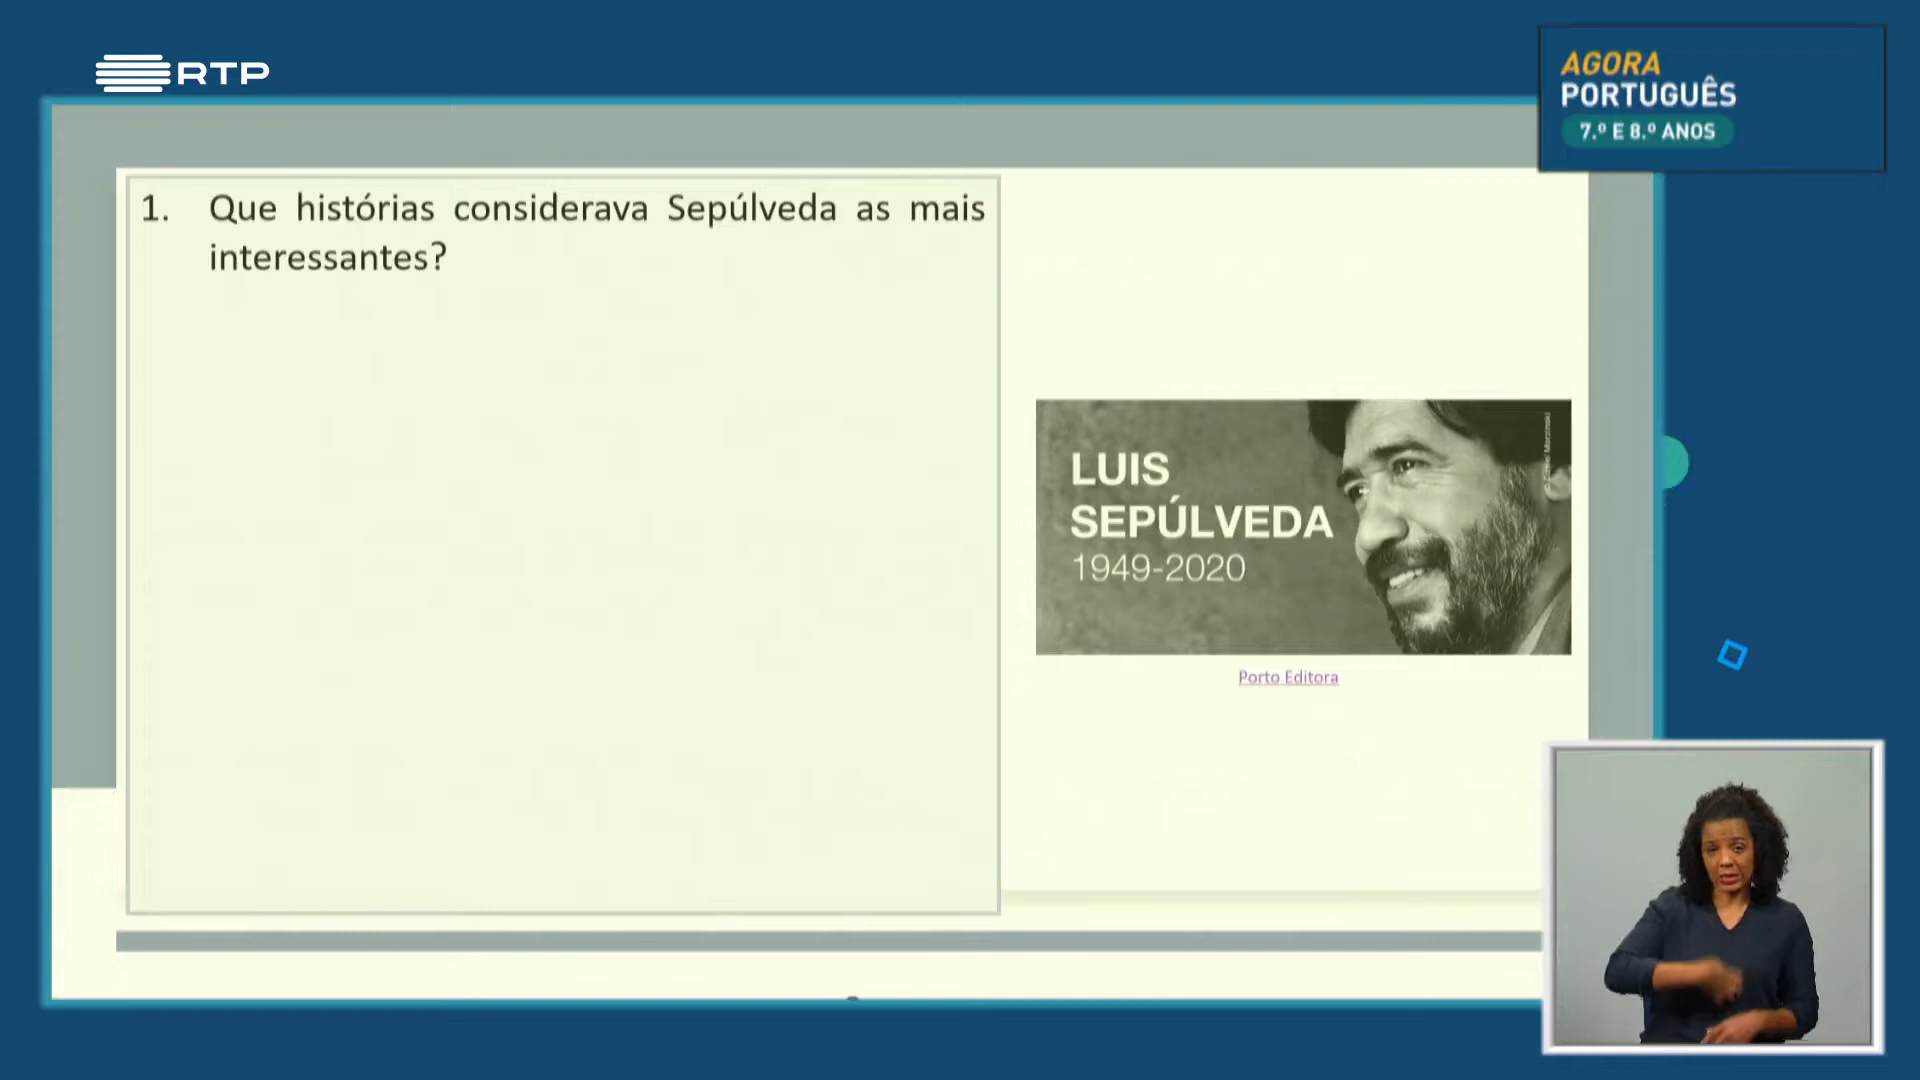 RTP
AGORA
PORTUGUÊS
7.º E 8.º ANOS
1. Que histórias considerava Sepúlveda as mais
interessantes?
LUIS
SEPÚLVEDA
1949-2020
Porto Editora